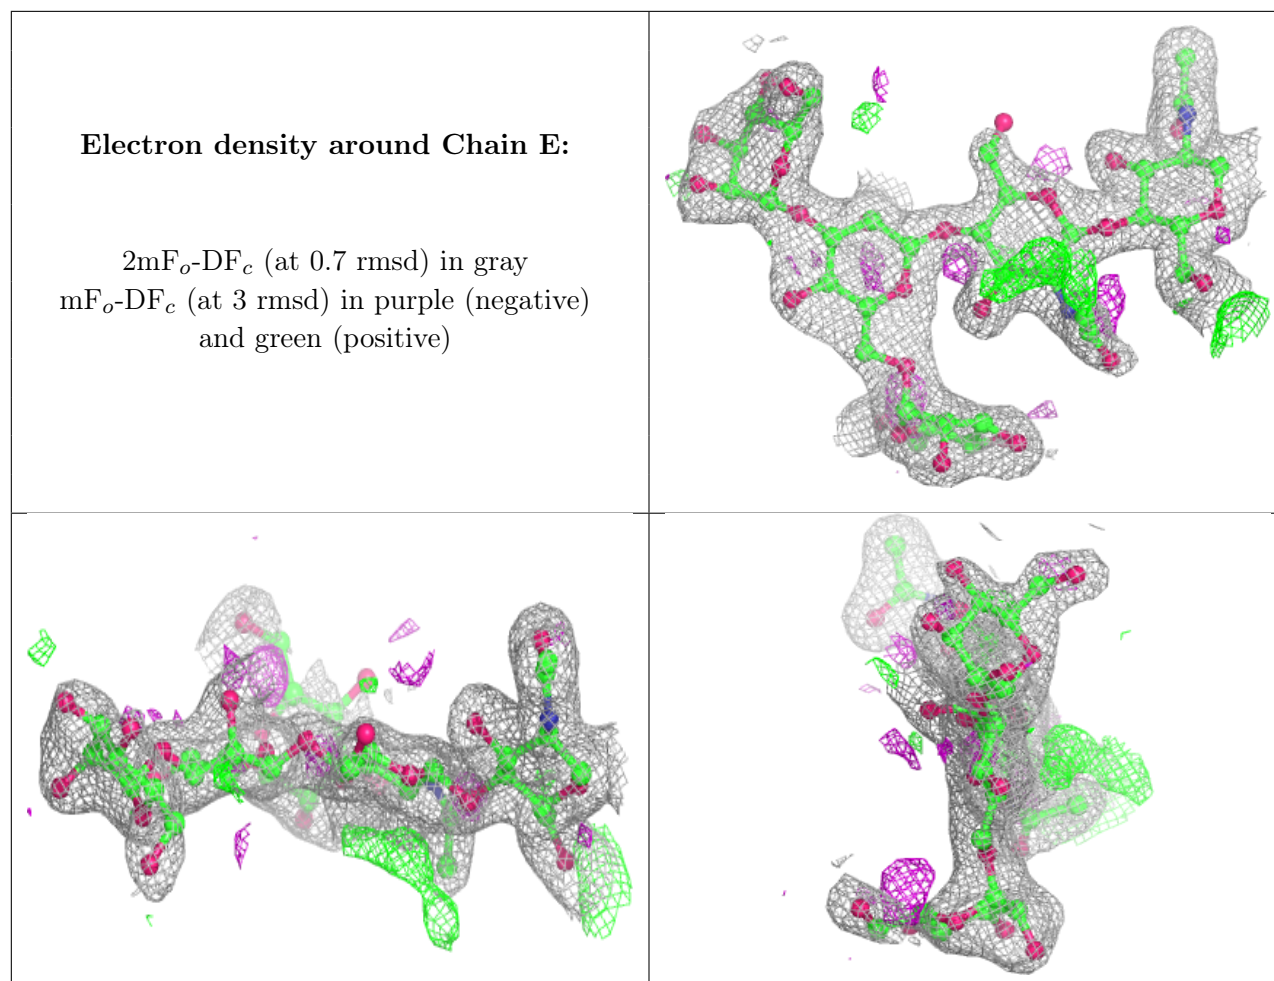 Electron density around Chain E:
2mFₒ-DF𝒸 (at 0.7 rmsd) in gray
mFₒ-DF𝒸 (at 3 rmsd) in purple (negative)
and green (positive)